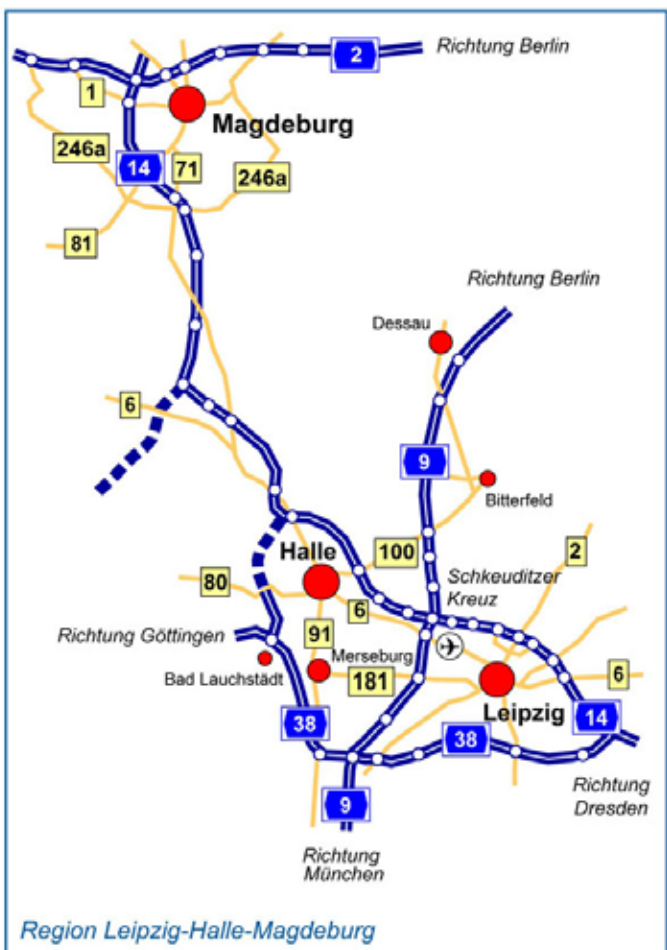 2
Richtung Berlin
1
Magdeburg
246a
14
71
246a
81
Richtung Berlin
Dessau
6
9
Bitterfeld
2
Halle
100
Schkeuditzer
Kreuz
80
6
Richtung Göttingen
91
Merseburg
6
Bad Lauchstädt
181
Leipzig
38
38
14
Richtung
Dresden
9
Richtung
München
Region Leipzig-Halle-Magdeburg